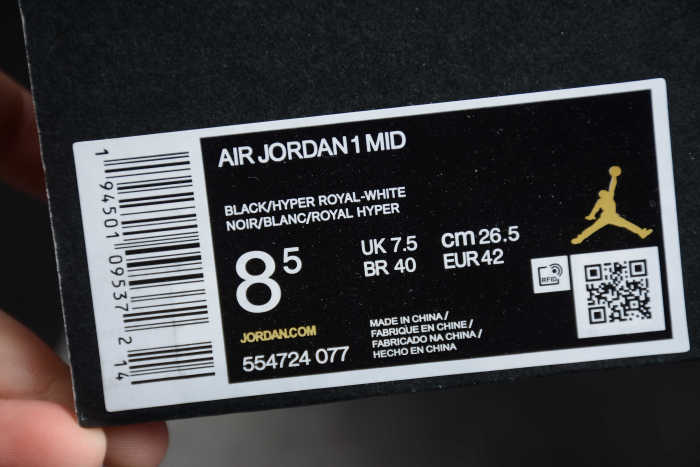 AIR JORDAN 1 MID
BLACK/HYPER ROYAL-WHITE
NOIR/BLANC/ROYAL HYPER
8 5
UK 7.5
BR 40
cm 26.5
EUR 42
RFID
JORDAN.COM
554724 077
MADE IN CHINA/
FABRIQUE EN CHINE/
FABRICADO NA CHINA/
HECHO EN CHINA
1 94501 09537 2 14